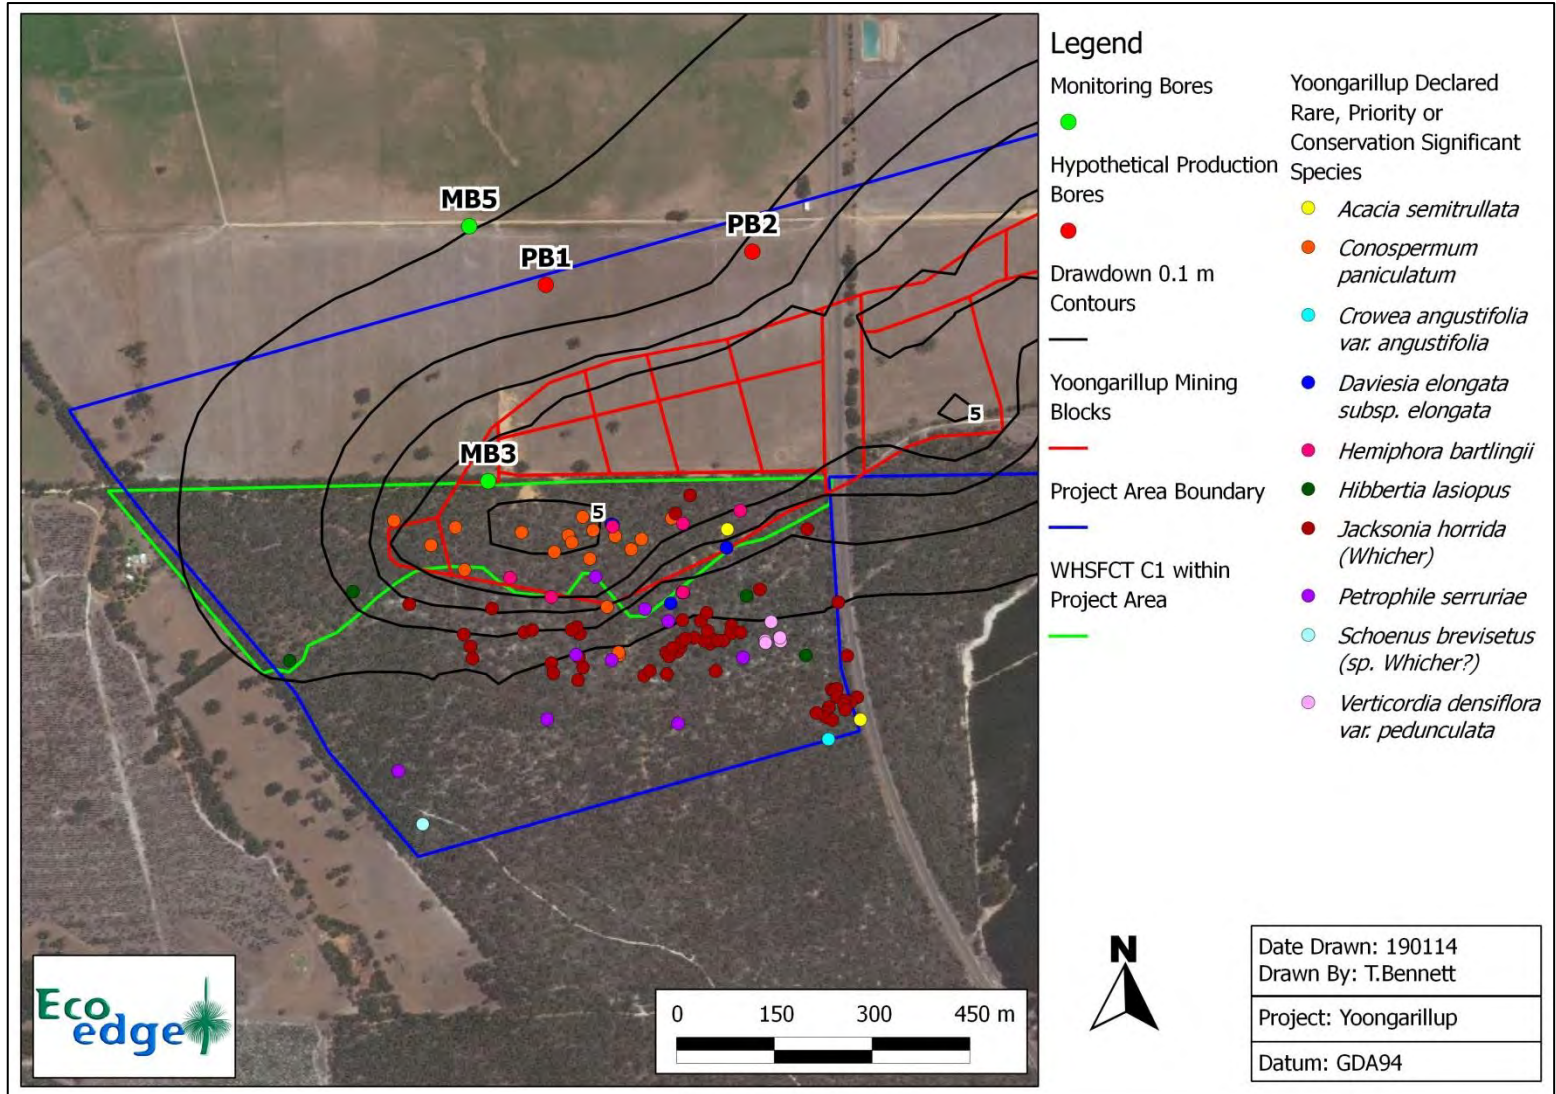 MB5
PB1
PB2
MB3
5
5
Eco
edge
0 150 300 450 m
Legend
Monitoring Bores
Hypothetical Production
Bores
Drawdown 0.1 m
Contours
Yoongarillup Mining
Blocks
Project Area Boundary
WHSFCT C1 within
Project Area
Yoongarillup Declared
Rare, Priority or
Conservation Significant
Species
Acacia semitrullata
Conospermum
paniculatum
Crowea angustifolia
var. angustifolia
Daviesia elongata
subsp. elongata
Hemiphora bartlingii
Hibbertia lasiopus
Jacksonia horrida
(Whicher)
Petrophile serruriae
Schoenus brevisetus
(sp. Whicher?)
Verticordia densiflora
var. pedunculata
N
Date Drawn: 190114
Drawn By: T.Bennett
Project: Yoongarillup
Datum: GDA94